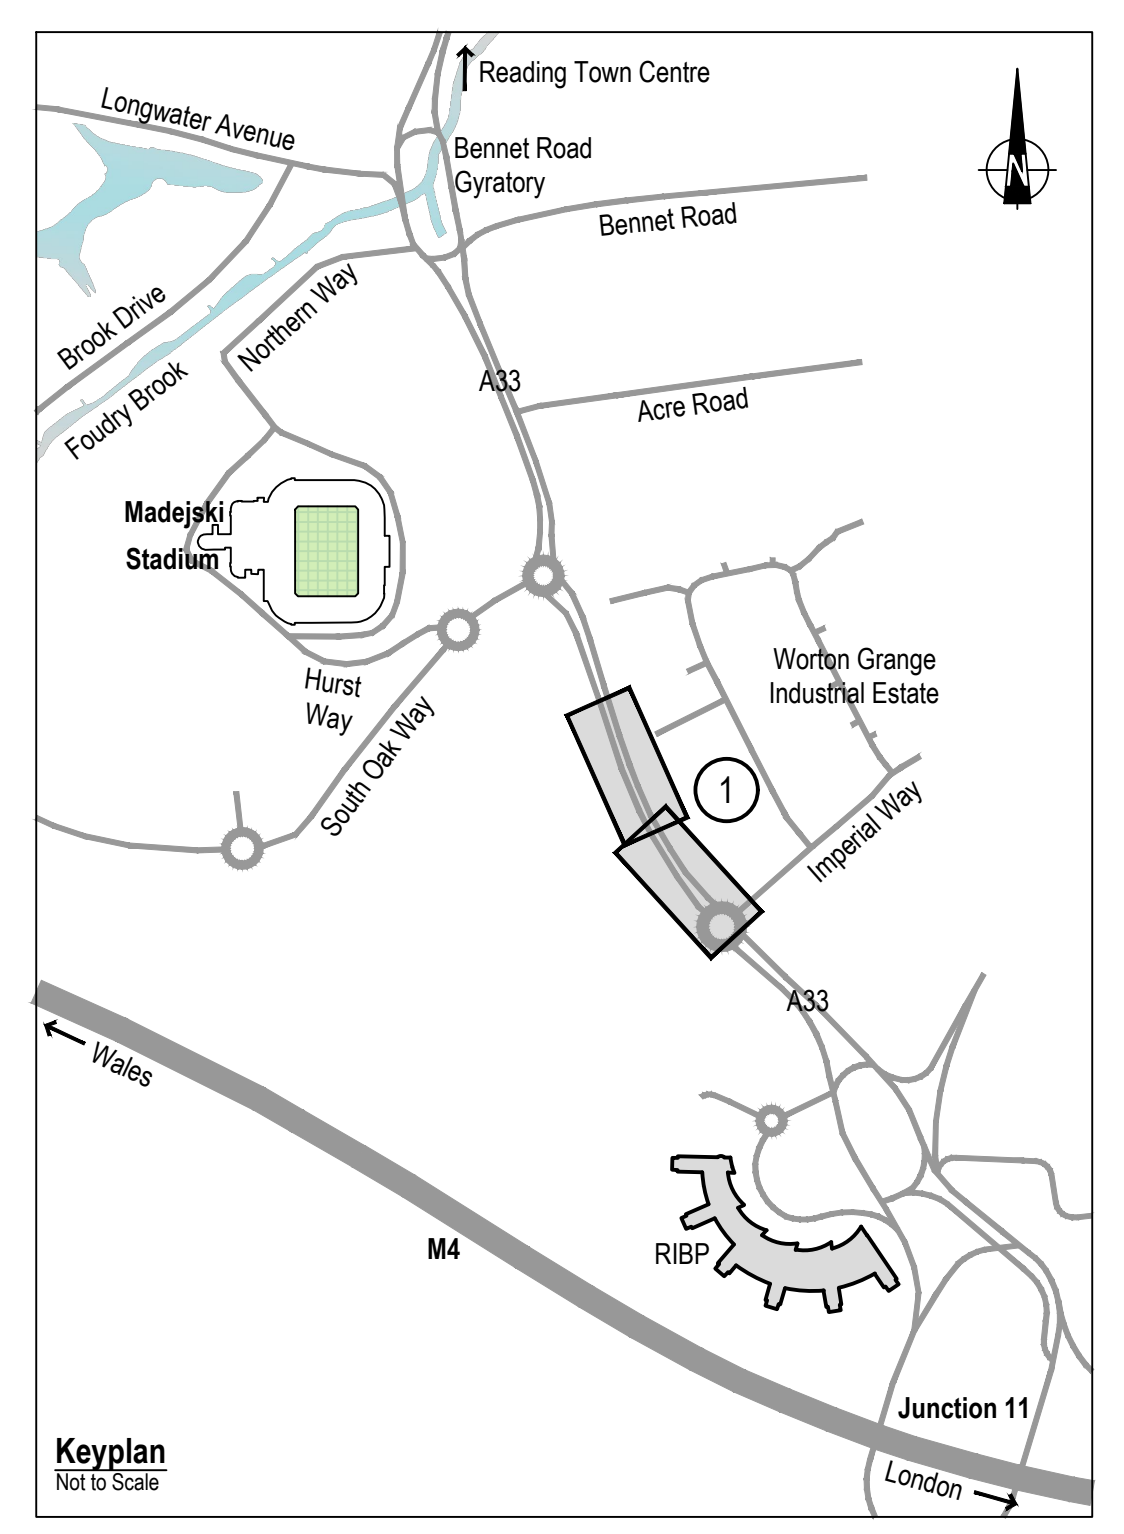 Reading Town Centre
Longwater Avenue
Bennet Road
Gyratory
N
Bennet Road
Brook Drive
Northern Way
Foudry Brook
A33
Acre Road
Madejski
Stadium
Worton Grange
Industrial Estate
Hurst
Way
South Oak Way
1
Imperial Way
A33
Wales
M4
RIBP
Junction 11
Keyplan
Not to Scale
London